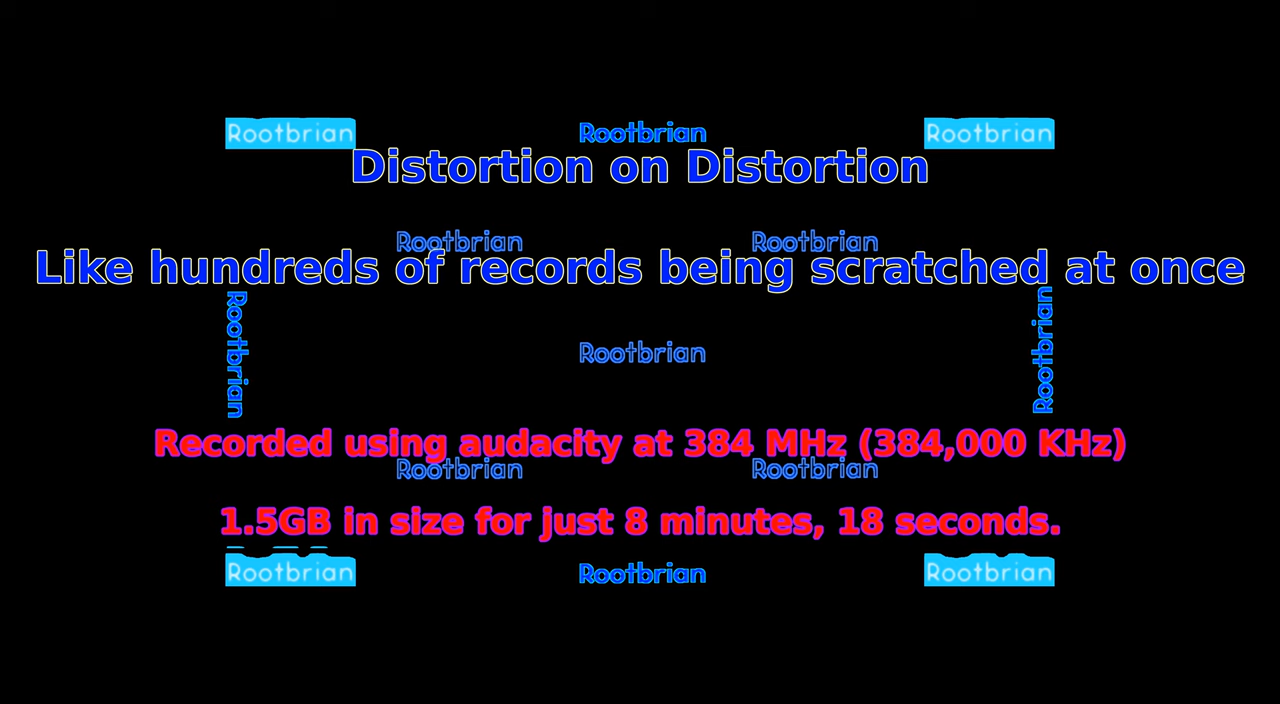 Rootbrian Rootbrian Rootbrian
Distortion on Distortion
Rootbrian Rootbrian
Like hundreds of records being scratched at once
Rootbrian Rootbrian
Rootbrian
Recorded using audacity at 384 MHz (384,000 KHz)
Rootbrian Rootbrian
1.5GB in size for just 8 minutes, 18 seconds.
Rootbrian Rootbrian Rootbrian